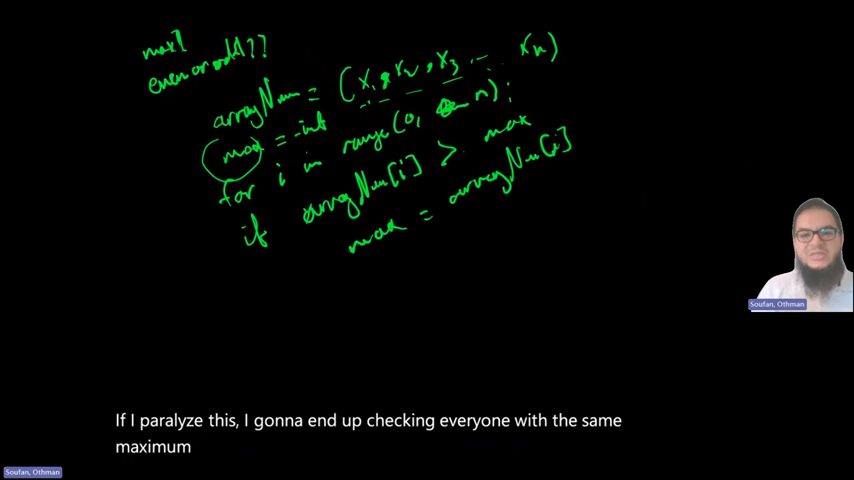 max?
even or odd??
arrayNum = (x1, x2, x3 ... xn)
max = -inf
for i in range(0, n):
if arrayNum[i] > max
max = arrayNum[i]
Soufan, Othman
If I paralyze this, I gonna end up checking everyone with the same
maximum
Soufan, Othman